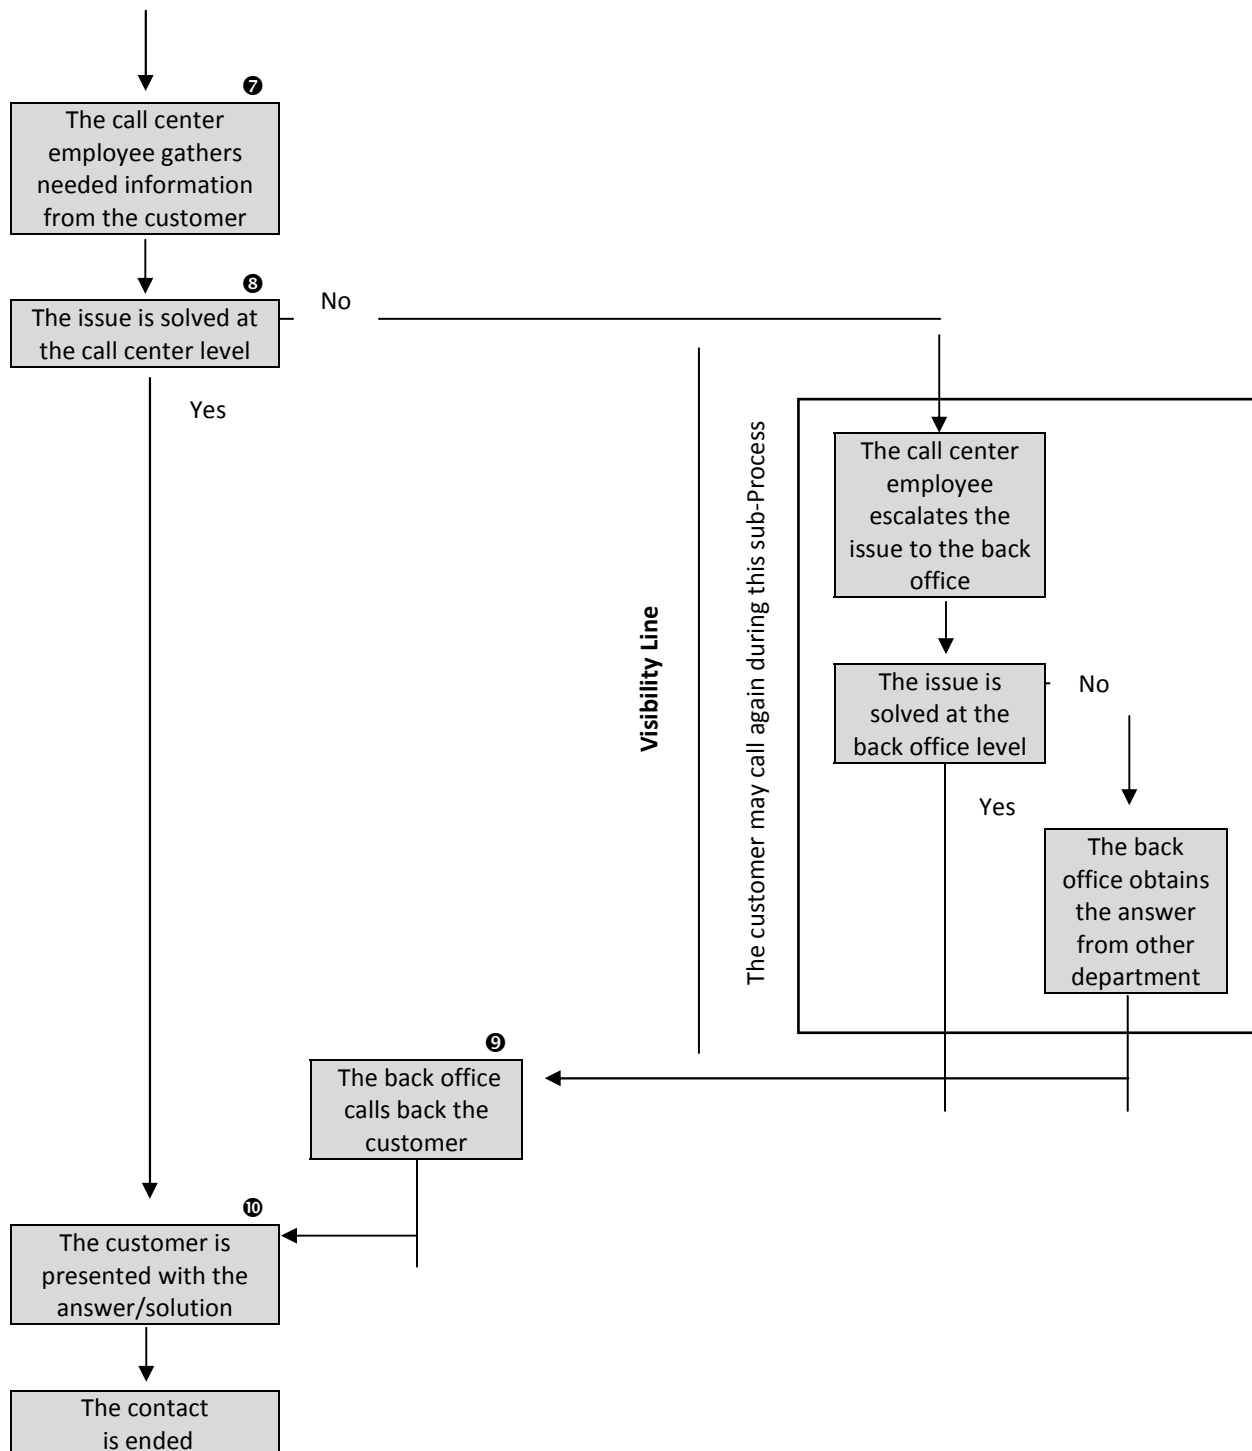 ❼
The call center
employee gathers
needed information
from the customer
❽
The issue is solved at
the call center level
No
Yes
Visibility Line
The customer may call again during this sub-Process
The call center
employee
escalates the
issue to the back
office
The issue is
solved at the
back office level
No
Yes
The back
office obtains
the answer
from other
department
❾
The back office
calls back the
customer
❿
The customer is
presented with the
answer/solution
The contact
is ended